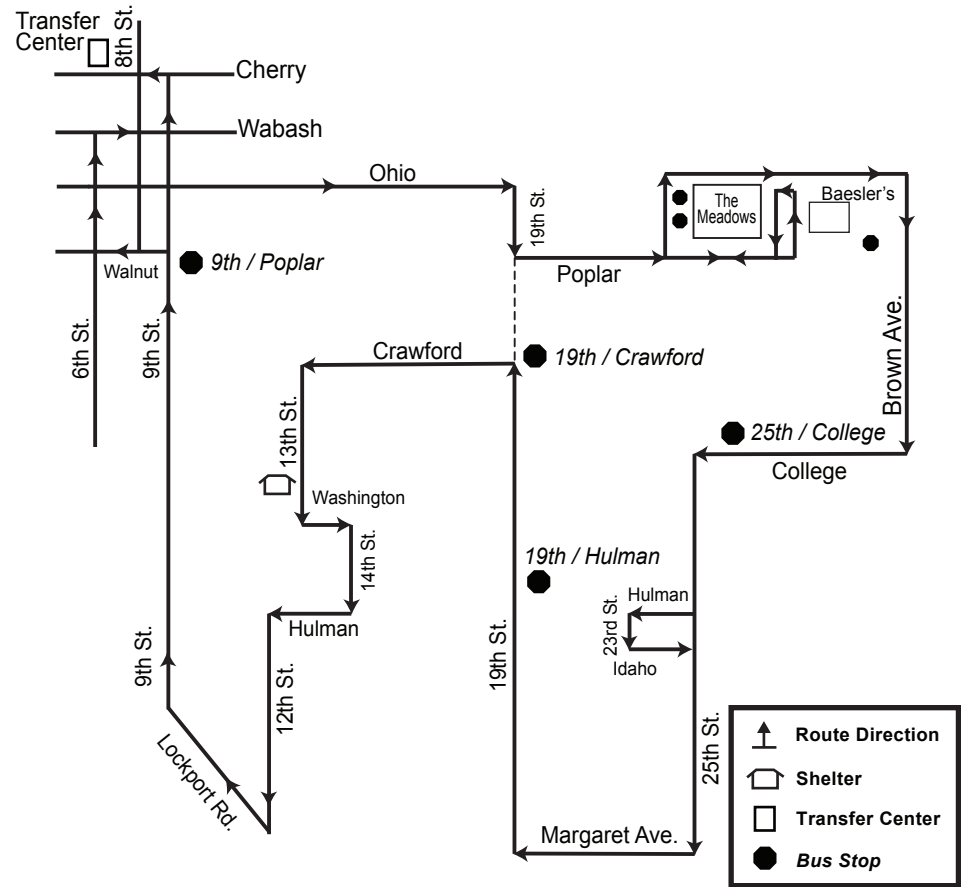 Transfer
Center
8th St.
Cherry
Wabash
Ohio
19th St.
The
Meadows
Baesler's
Walnut
9th / Poplar
Poplar
6th St.
9th St.
Crawford
19th / Crawford
Brown Ave.
13th St.
25th / College
College
Washington
14th St.
19th / Hulman
Hulman
23rd St.
Hulman
Idaho
9th St.
12th St.
19th St.
25th St.
Lockport Rd.
Margaret Ave.
Route Direction
Shelter
Transfer Center
Bus Stop